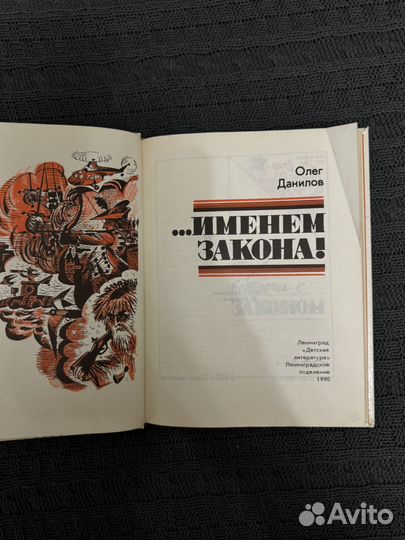 Олег
Данилов
...ИМЕНЕМ
ЗАКОНА!
Ленинград
«Детская
литература»
Ленинградское
отделение
1990
Avito